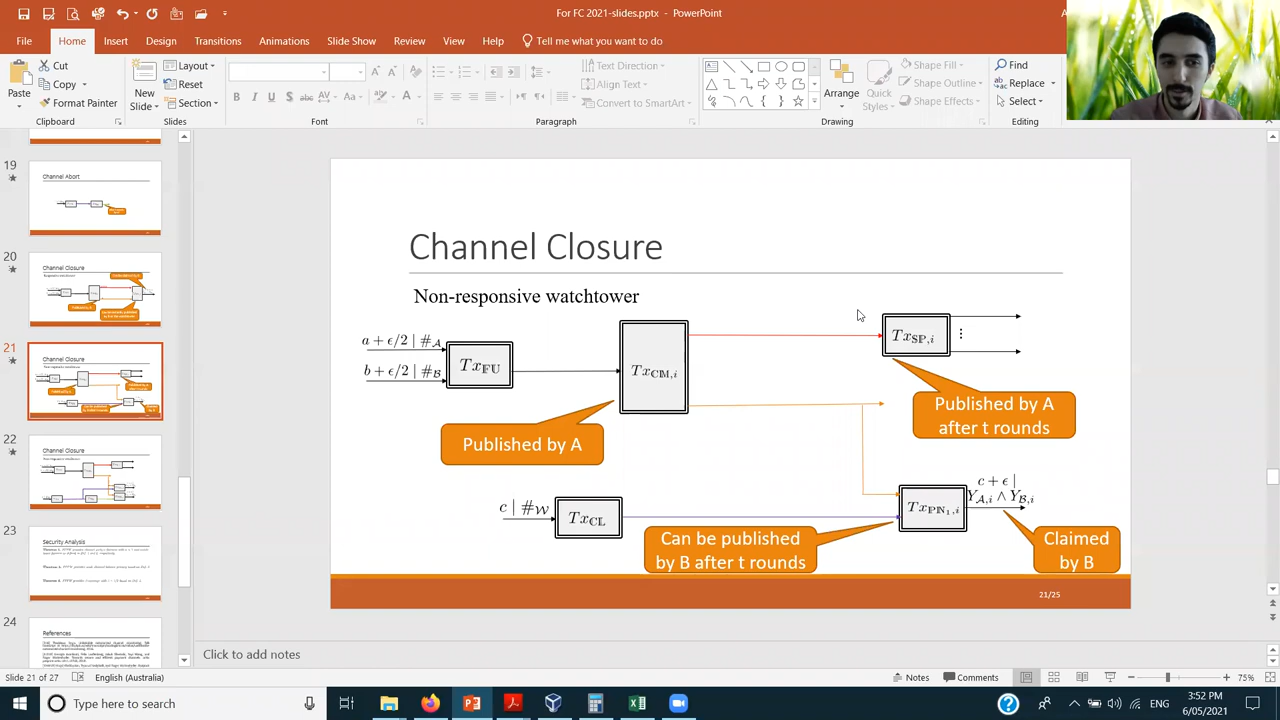 For FC 2021-slides.pptx - PowerPoint
File Home Insert Design Transitions Animations Slide Show Review View Help Tell me what you want to do
Paste
Cut
Copy
Format Painter
Clipboard
New
Slide
Layout
Reset
Section
Slides
Font
Text Direction
Align Text
Convert to SmartArt
Paragraph
Arrange
Quick
Styles
Shape Fill
Shape Outline
Shape Effects
Drawing
Find
Replace
Select
Editing
19
Channel Abort
20
Channel Closure
21
Channel Closure
22
Channel Closure
23
Security Analysis
24
References
Channel Closure
Non-responsive watchtower
a + ϵ/2 | #A
b + ϵ/2 | #B
TxFU
TxCM,i
TxSP,i
⋮
Published by A
Published by A
after t rounds
c | #W
TxCL
TxPN1,i
c + ϵ |
YA,i ∧ YB,i
Can be published
by B after t rounds
Claimed
by B
21/25
Click to add notes
Slide 21 of 27 English (Australia) Notes Comments 75%
Type here to search
ENG
3:52 PM
6/05/2021